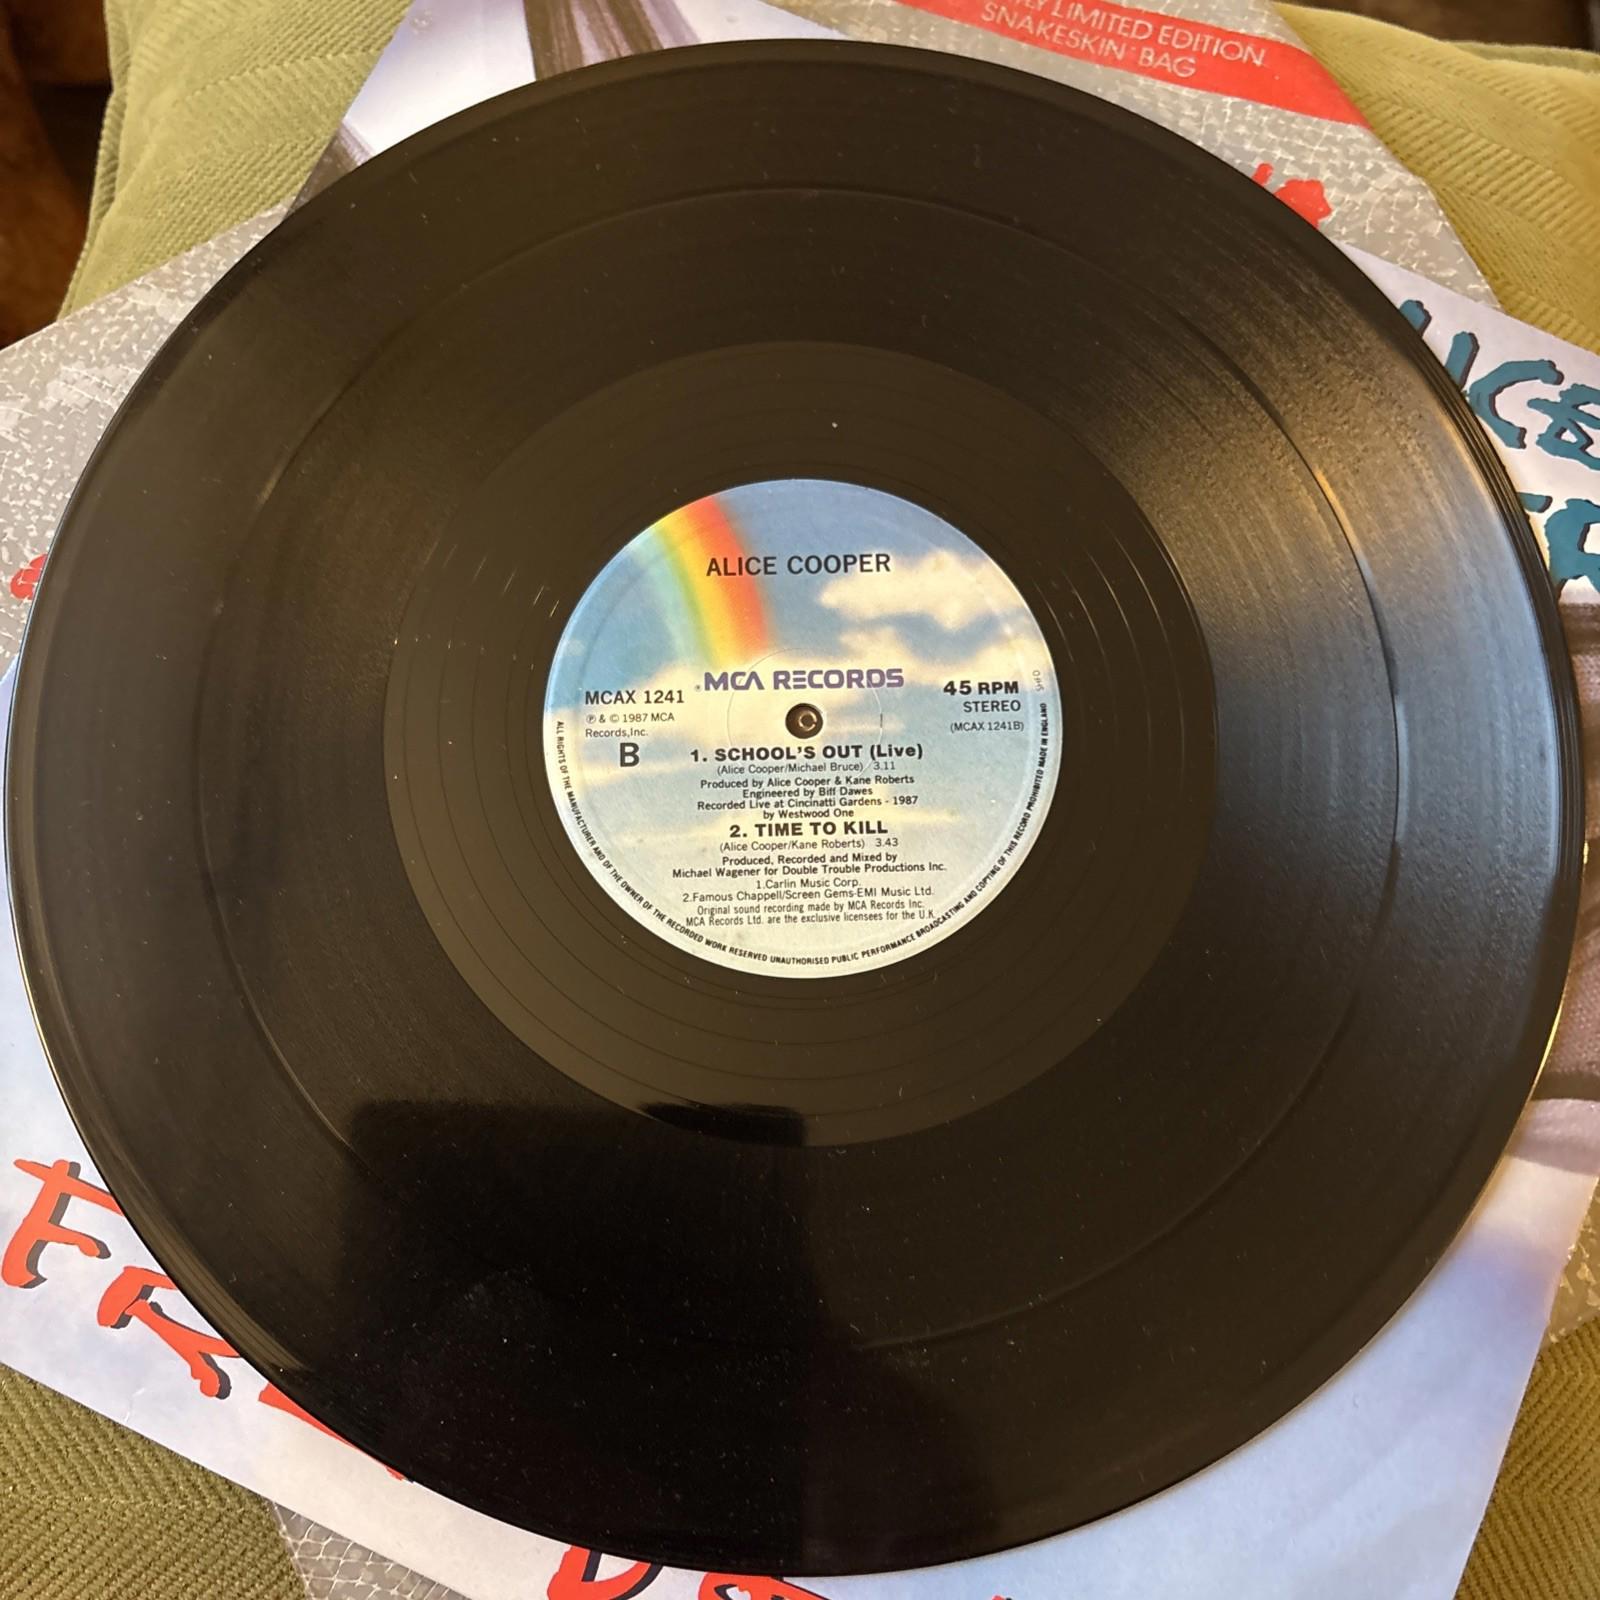 LIMITED EDITION
SNAKESKIN BAG
ALICE COOPER
MCA RECORDS
MCAX 1241
℗ & © 1987 MCA
Records, Inc.
B
45 RPM
STEREO
(MCAX 1241B)
1. SCHOOL'S OUT (Live)
(Alice Cooper/Michael Bruce) 3.11
Produced by Alice Cooper & Kane Roberts
Engineered by Biff Dawes
Recorded Live at Cincinatti Gardens - 1987
by Westwood One
2. TIME TO KILL
(Alice Cooper/Kane Roberts) 3.43
Produced, Recorded and Mixed by
Michael Wagener for Double Trouble Productions Inc.
1.Carlin Music Corp.
2.Famous Chappell/Screen Gems-EMI Music Ltd.
Original sound recording made by MCA Records Inc.
MCA Records Ltd. are the exclusive licensees for the U.K.
ALL RIGHTS OF THE MANUFACTURER AND OF THE OWNER OF THE RECORDED WORK RESERVED UNAUTHORISED PUBLIC PERFORMANCE BROADCASTING AND COPYING OF THIS RECORD PROHIBITED MADE IN ENGLAND